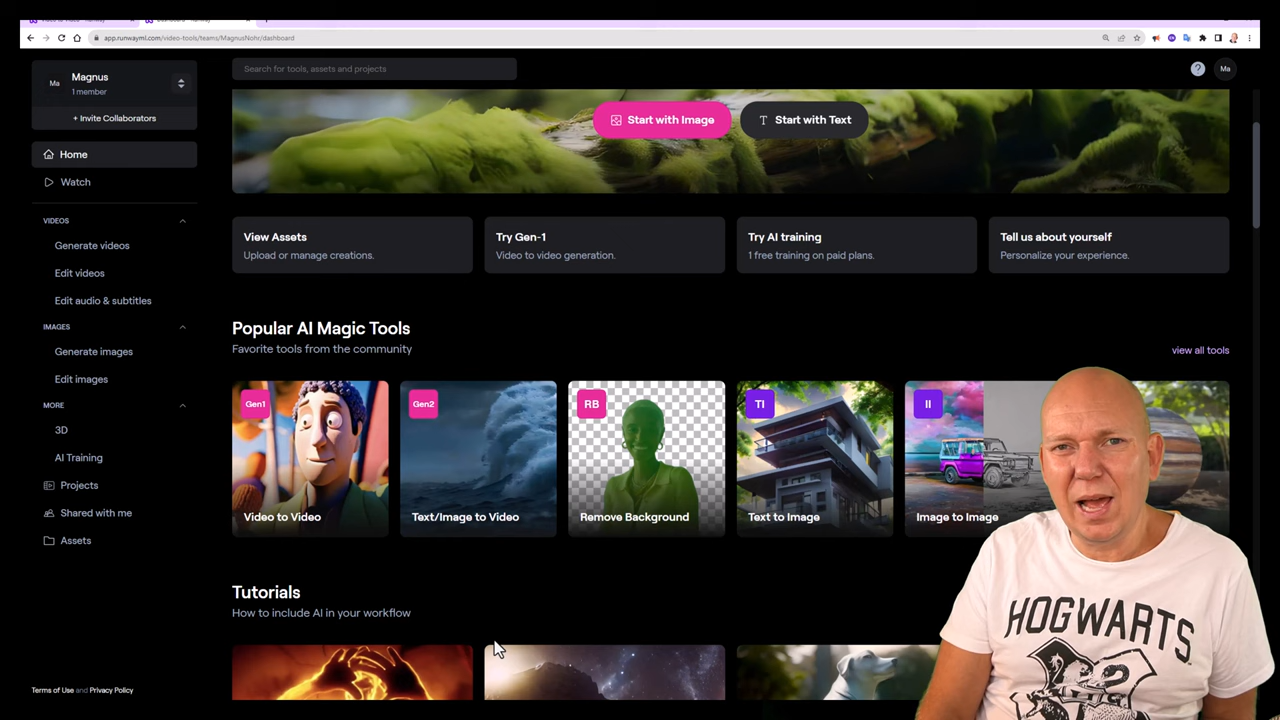 app.runwayml.com/video-tools/teams/MagnusNohr/dashboard
Ma
Magnus
1 member
+ Invite Collaborators
Search for tools, assets and projects
?
Ma
Home
Watch
VIDEOS
Generate videos
Edit videos
Edit audio & subtitles
IMAGES
Generate images
Edit images
MORE
3D
AI Training
Projects
Shared with me
Assets
Terms of Use and Privacy Policy
Start with Image
T Start with Text
View Assets
Upload or manage creations.
Try Gen-1
Video to video generation.
Try AI training
1 free training on paid plans.
Tell us about yourself
Personalize your experience.
Popular AI Magic Tools
Favorite tools from the community
view all tools
Gen1
Video to Video
Gen2
Text/Image to Video
RB
Remove Background
TI
Text to Image
II
Image to Image
Tutorials
How to include AI in your workflow
HOGWARTS